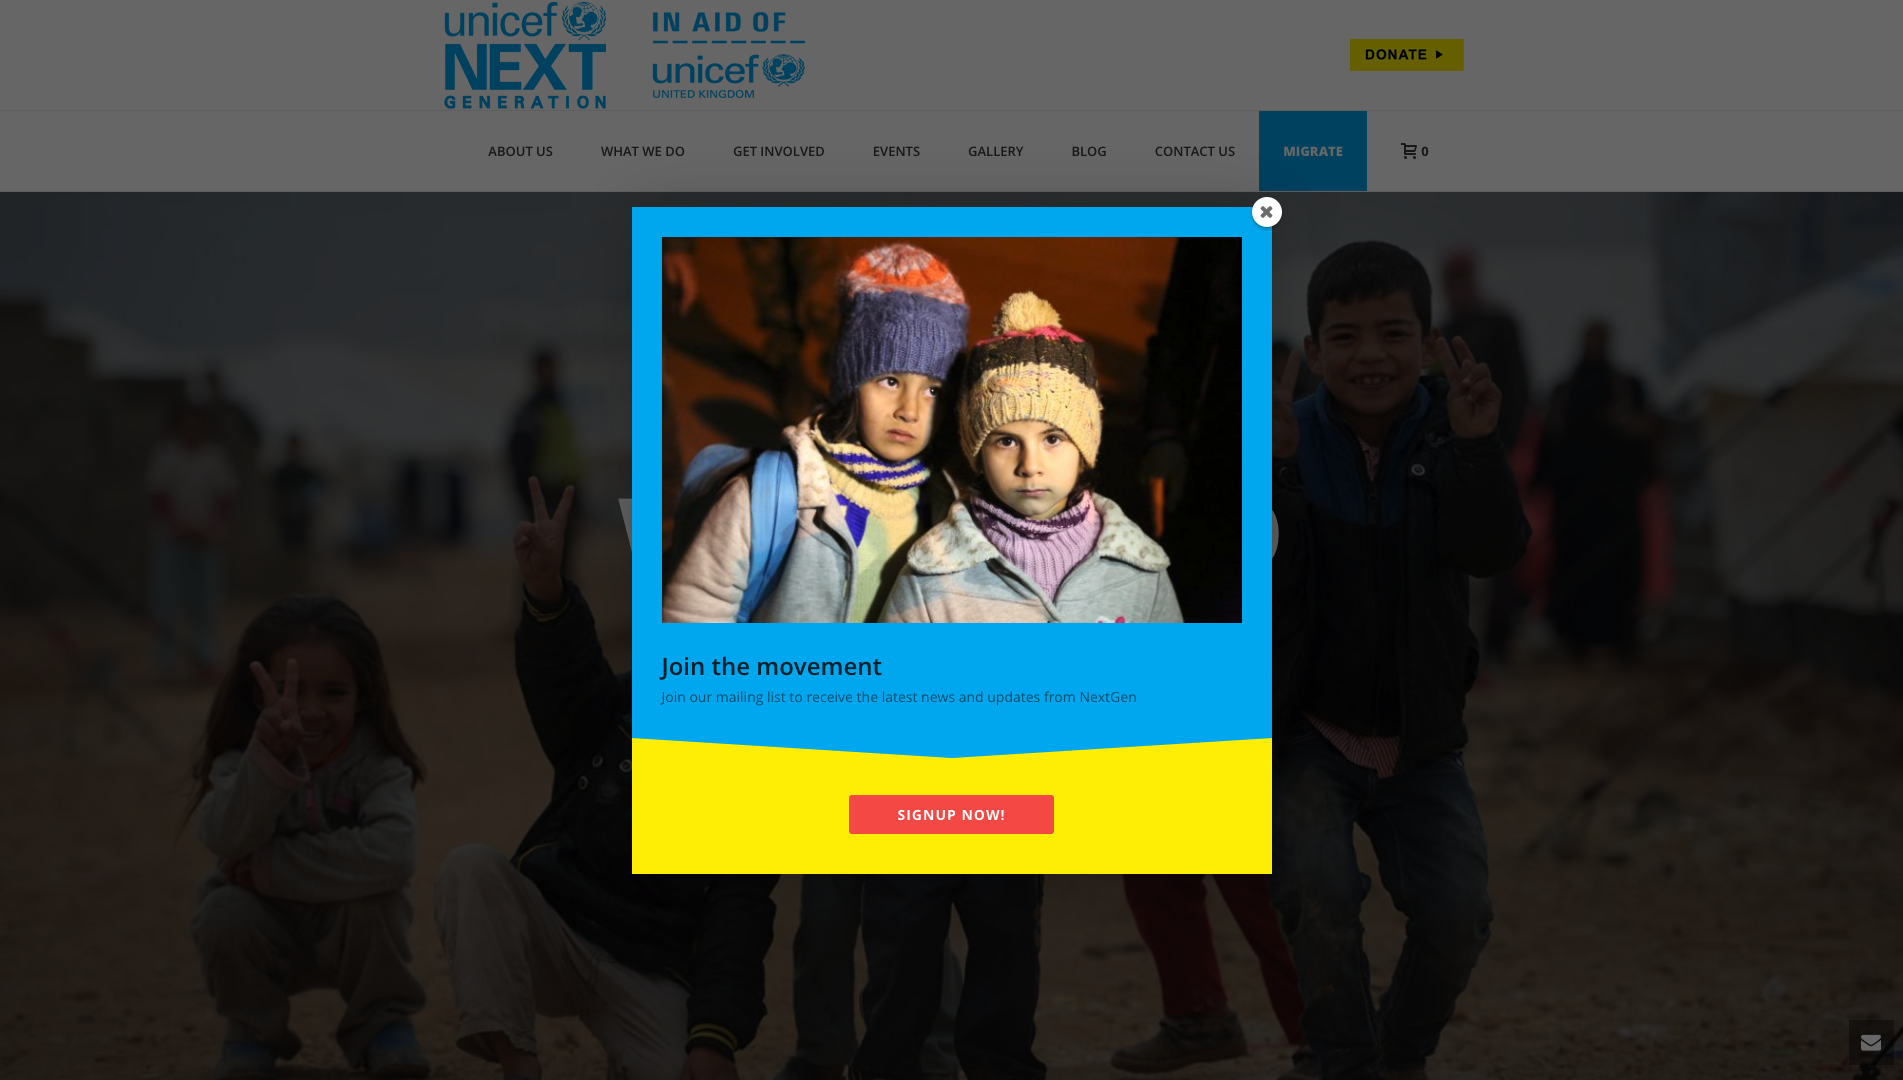 unicef
NEXT
GENERATION
IN AID OF
unicef
UNITED KINGDOM
DONATE
ABOUT US
WHAT WE DO
GET INVOLVED
EVENTS
GALLERY
BLOG
CONTACT US
MIGRATE
0
Join the movement
Join our mailing list to receive the latest news and updates from NextGen
SIGNUP NOW!